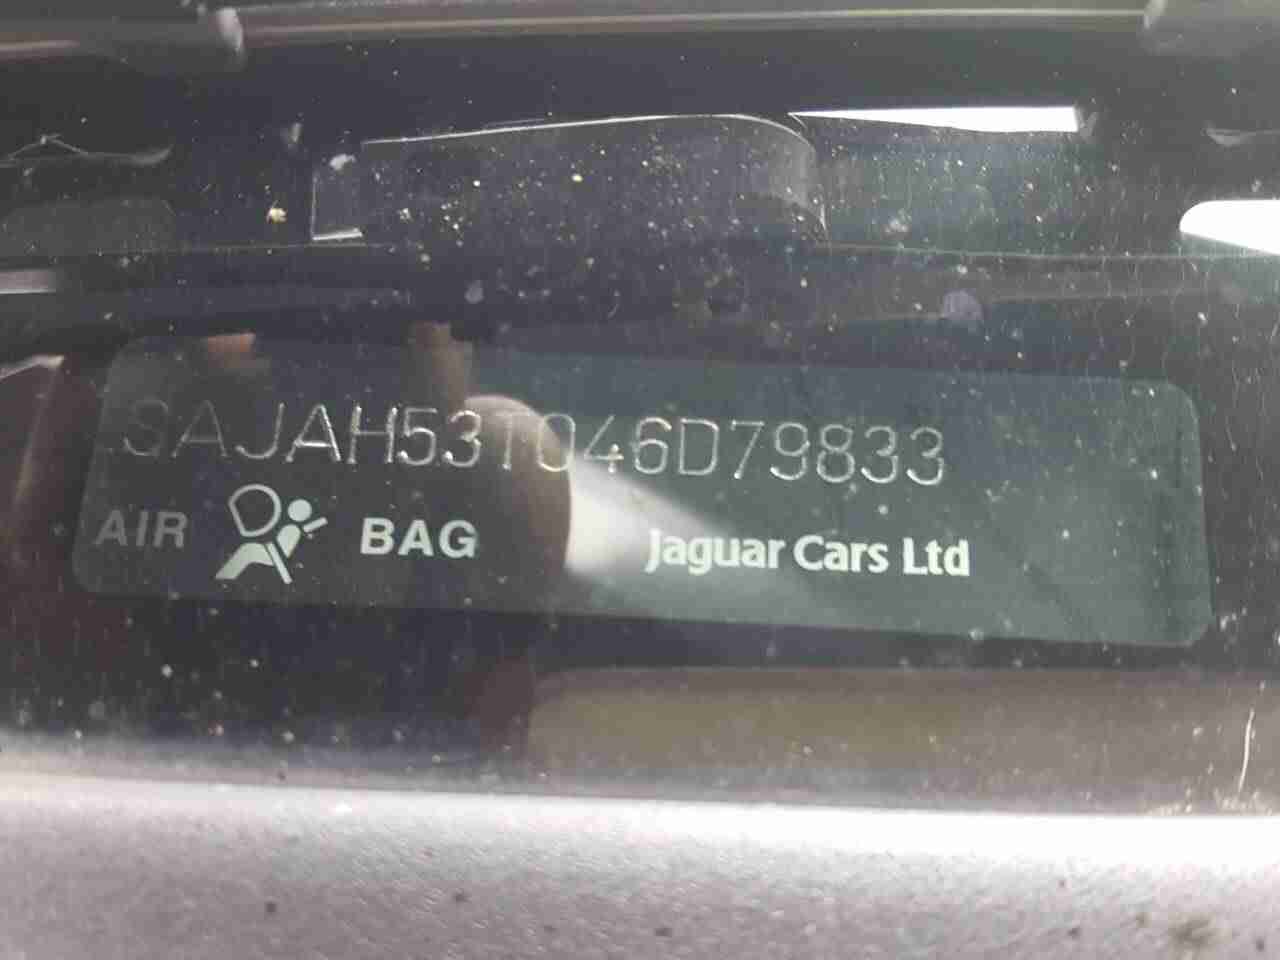 SAJAH53T046D79833
AIR BAG Jaguar Cars Ltd